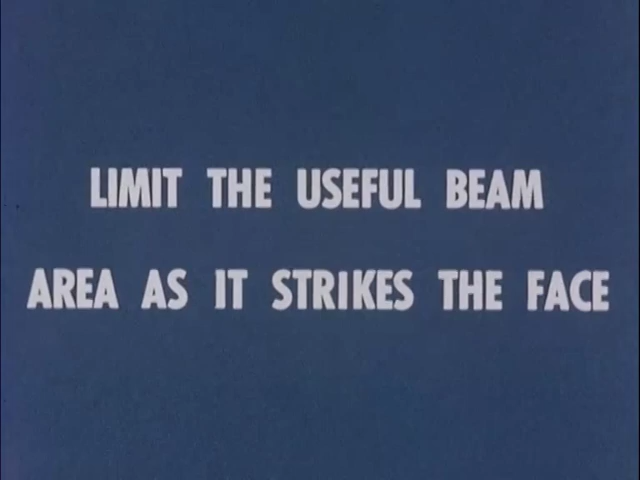 LIMIT THE USEFUL BEAM
AREA AS IT STRIKES THE FACE